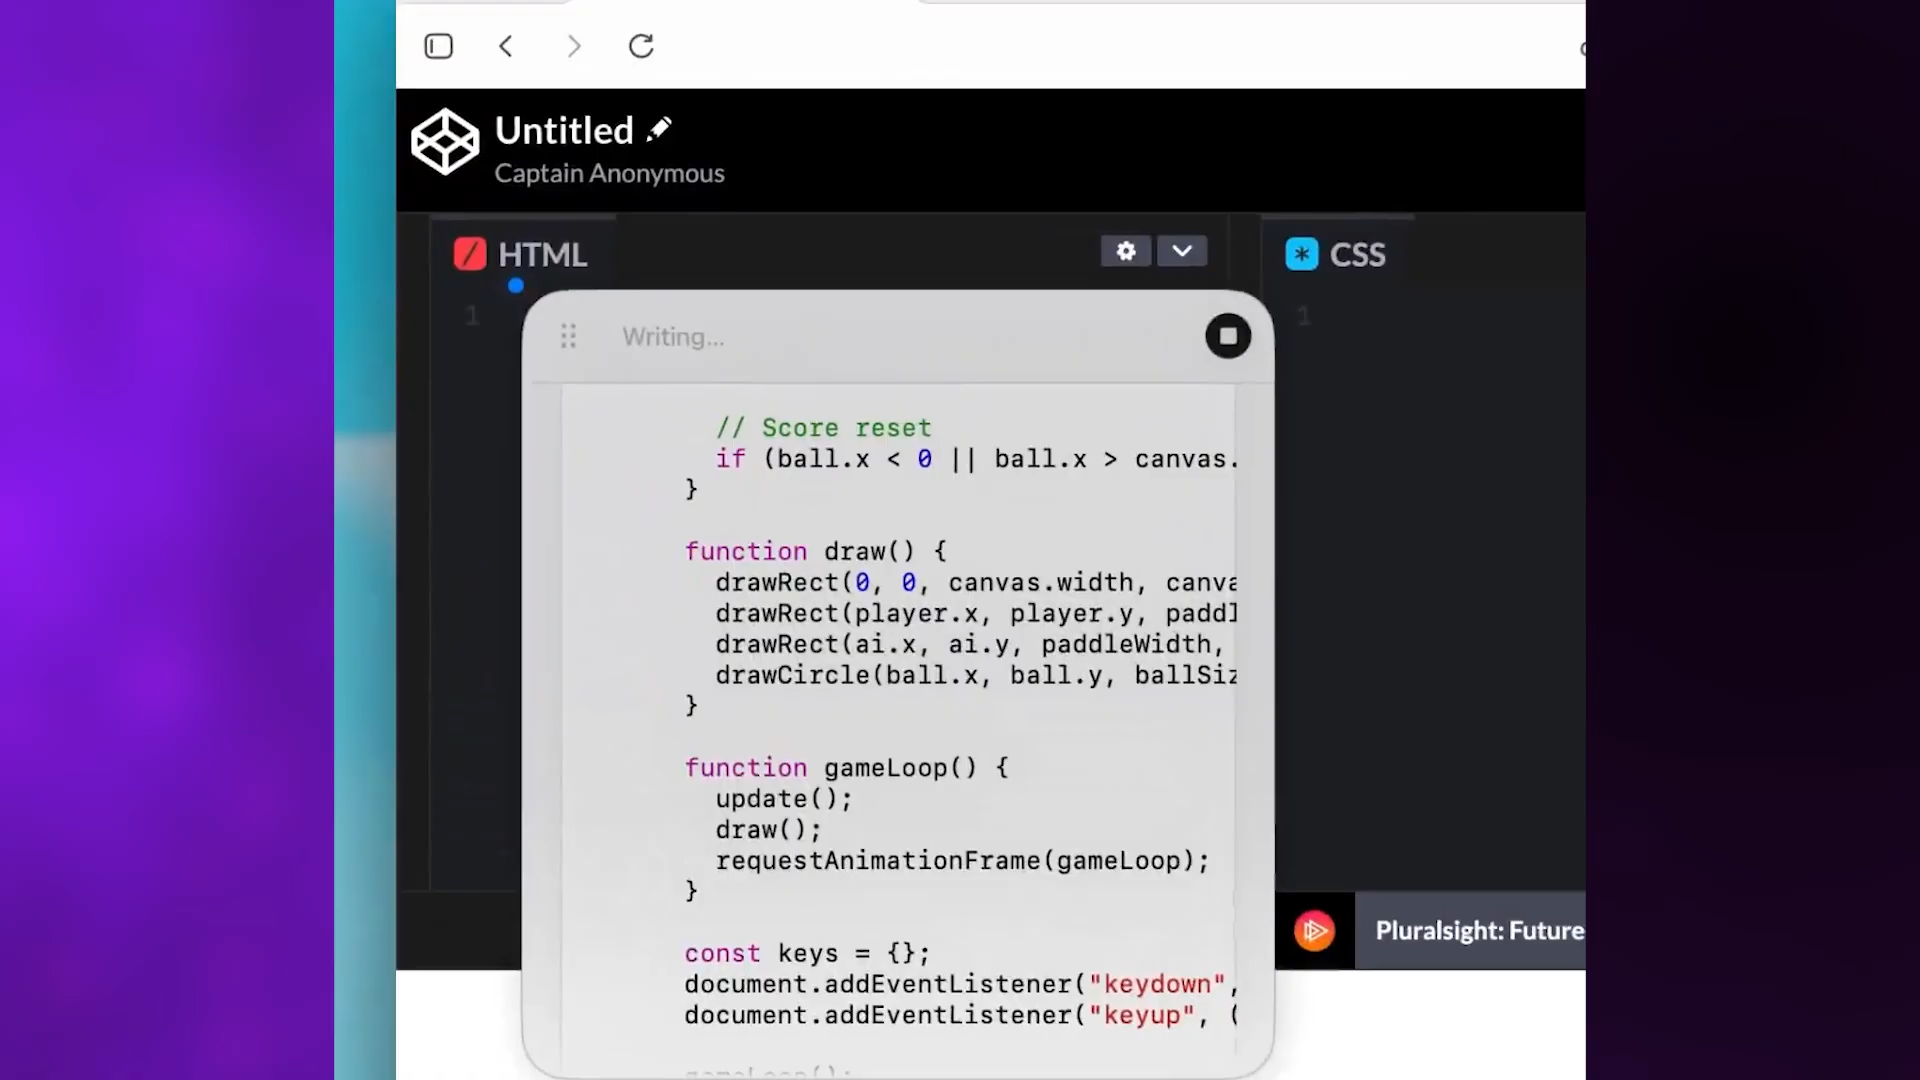 Untitled
Captain Anonymous
HTML
CSS
1
1
Writing...
// Score reset
if (ball.x < 0 || ball.x > canvas.
}
function draw() {
drawRect(0, 0, canvas.width, canva
drawRect(player.x, player.y, paddl
drawRect(ai.x, ai.y, paddleWidth,
drawCircle(ball.x, ball.y, ballSiz
}
function gameLoop() {
update();
draw();
requestAnimationFrame(gameLoop);
}
const keys = {};
document.addEventListener("keydown",
document.addEventListener("keyup", (
gameLoop();
Pluralsight: Future